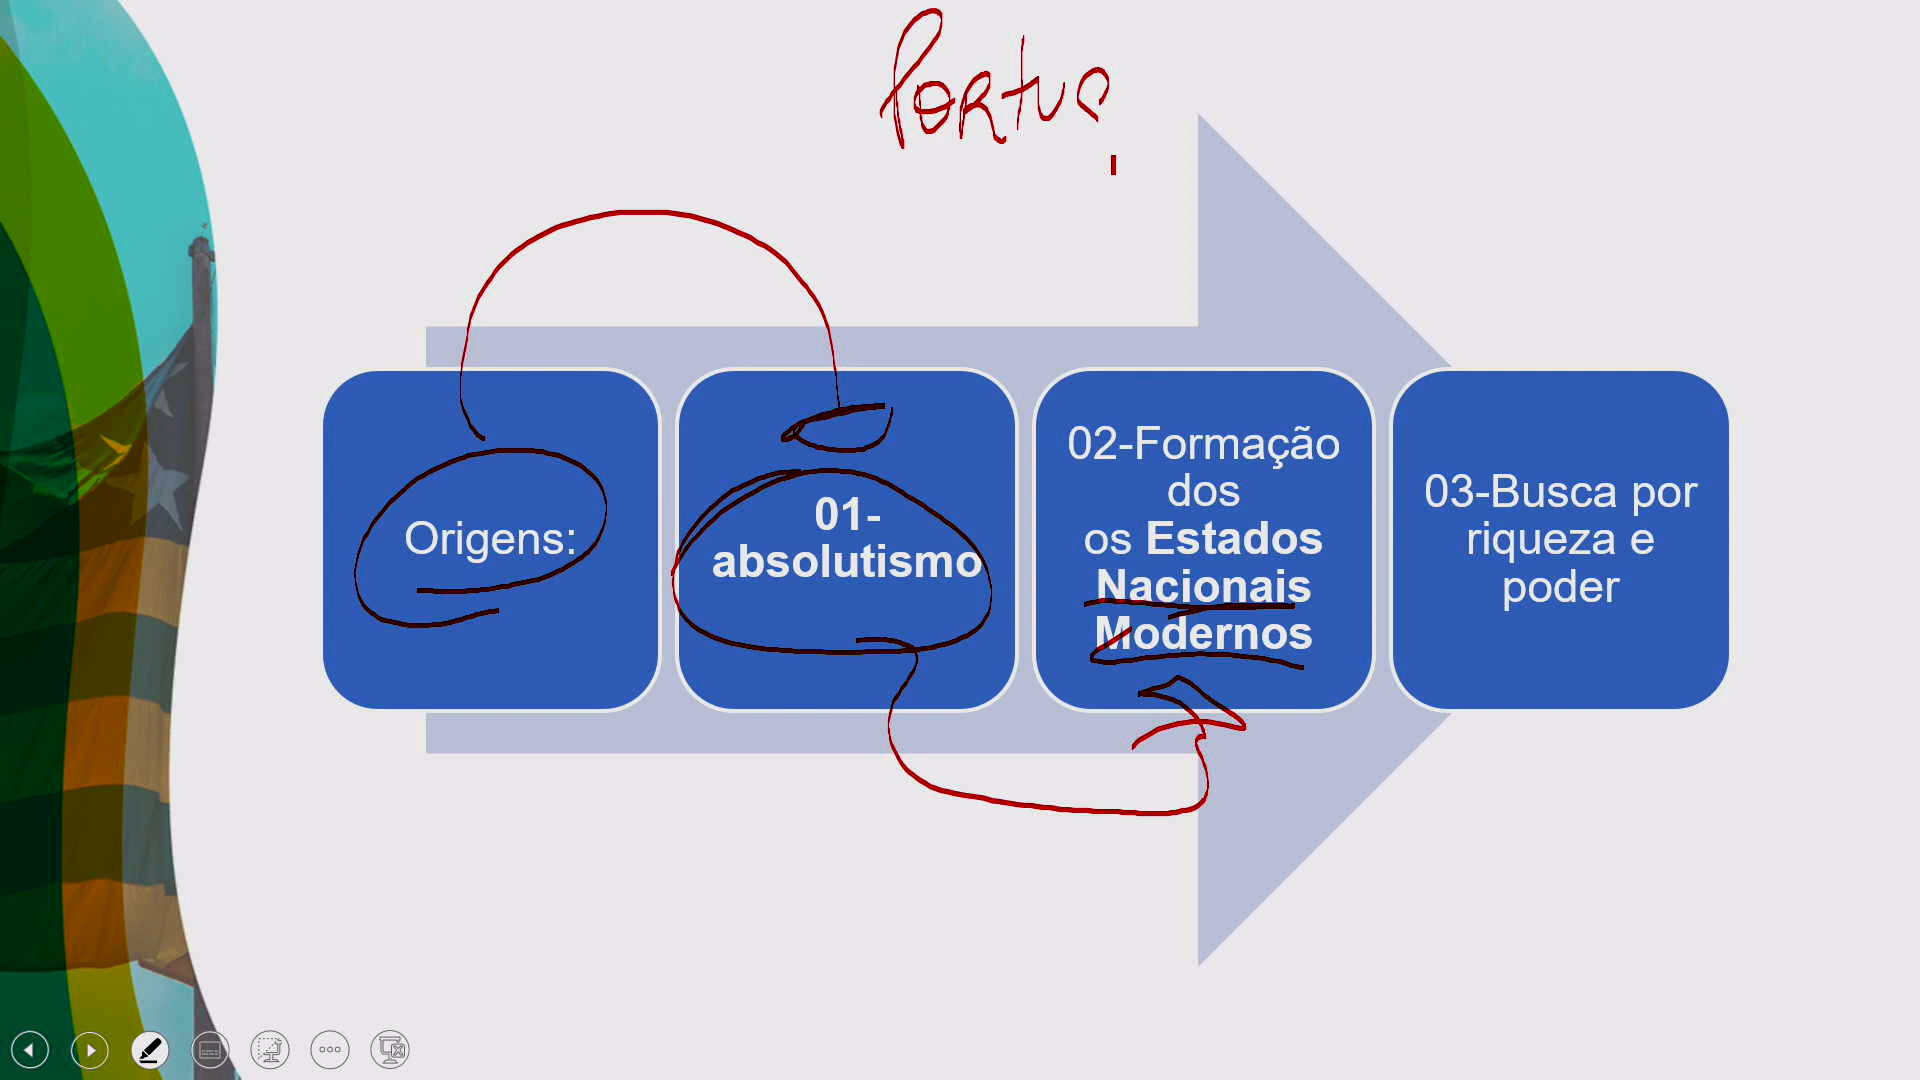 Portug
Origens:
01-
absolutismo
02-Formação
dos
os Estados
Nacionais
Modernos
03-Busca por
riqueza e
poder